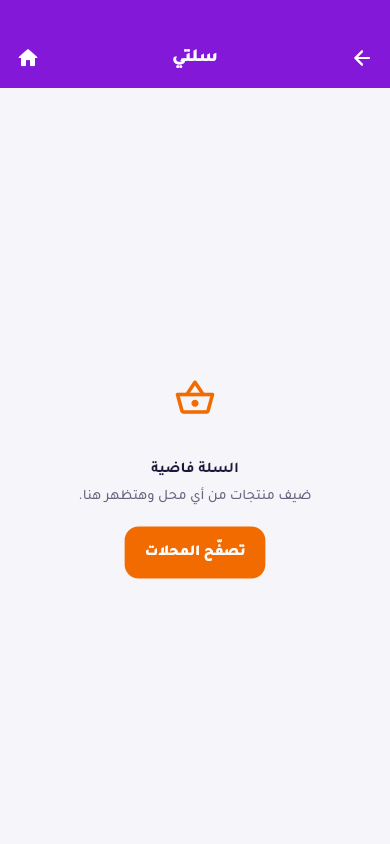 سلتي
السلة فاضية
ضيف منتجات من أي محل وهتظهر هنا.
تصفّح المحلات